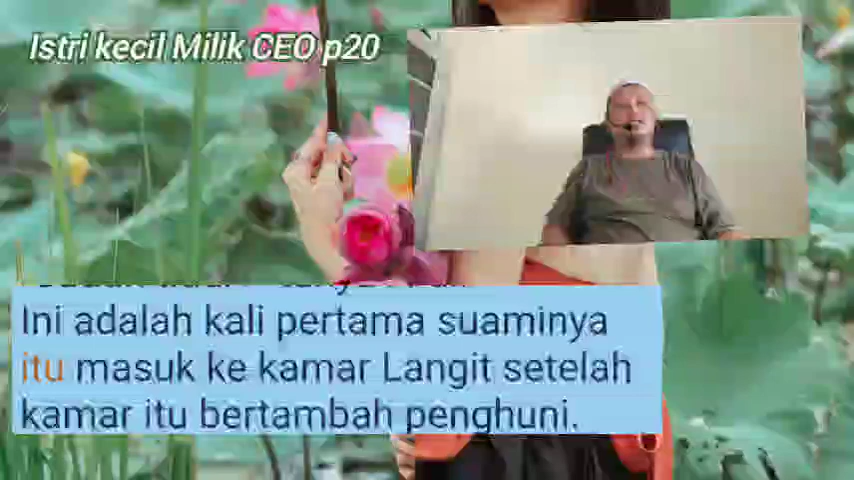 Istri kecil Milik CEO p20
Ini adalah kali pertama suaminya
itu masuk ke kamar Langit setelah
kamar itu bertambah penghuni.